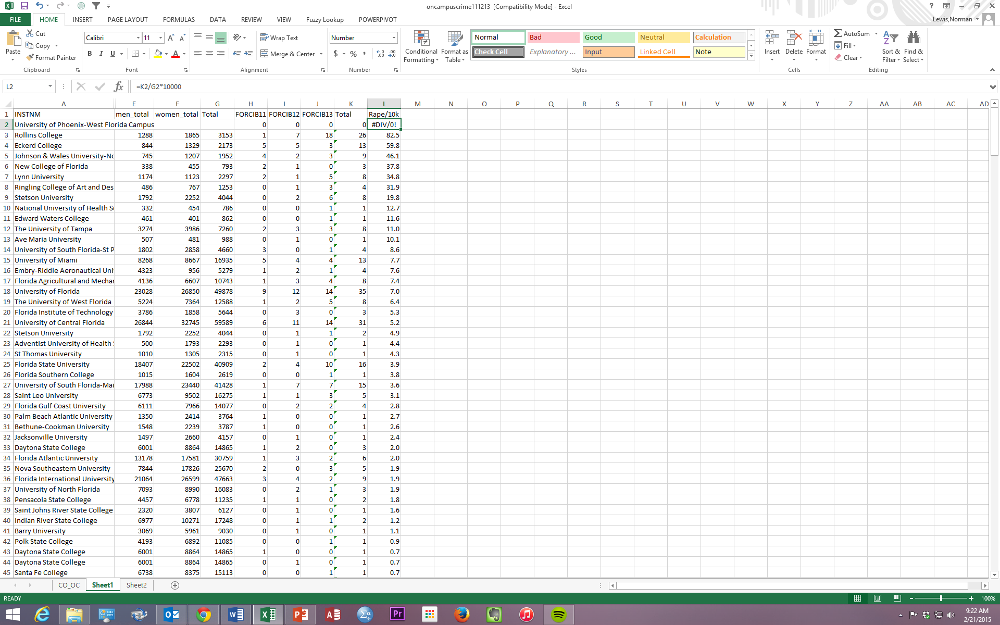 oncampuscrime111213 [Compatibility Mode] - Excel
FILE HOME INSERT PAGE LAYOUT FORMULAS DATA REVIEW VIEW Fuzzy Lookup POWERPIVOT Lewis,Norman
Cut Calibri 11 Wrap Text Number Normal Bad Good Neutral Calculation AutoSum
Paste Copy Conditional Formatting Format as Table Insert Delete Format Fill Sort & Filter Find & Select
Format Painter B I U Merge & Center $ % Check Cell Explanatory ... Input Linked Cell Note Clear
Clipboard Font Alignment Number Styles Cells Editing
L2 fx =K2/G2*10000
A E F G H I J K L M N O P Q R S T U V W X Y Z AA AB AC AD
1 INSTNM men_total women_total Total FORCIB11 FORCIB12 FORCIB13 Total Rape/10k
2 University of Phoenix-West Florida Campus 0 0 0 0 #DIV/0!
3 Rollins College 1288 1865 3153 1 7 18 26 82.5
4 Eckerd College 844 1329 2173 5 5 3 13 59.8
5 Johnson & Wales University-No 745 1207 1952 4 2 3 9 46.1
6 New College of Florida 338 455 793 2 1 0 3 37.8
7 Lynn University 1174 1123 2297 2 1 5 8 34.8
8 Ringling College of Art and Des 486 767 1253 0 1 3 4 31.9
9 Stetson University 1792 2252 4044 0 2 6 8 19.8
10 National University of Health S 332 454 786 0 0 1 1 12.7
11 Edward Waters College 461 401 862 0 0 1 1 11.6
12 The University of Tampa 3274 3986 7260 2 3 3 8 11.0
13 Ave Maria University 507 481 988 0 1 0 1 10.1
14 University of South Florida-St P 1802 2858 4660 3 0 1 4 8.6
15 University of Miami 8268 8667 16935 5 4 4 13 7.7
16 Embry-Riddle Aeronautical Uni 4323 956 5279 1 2 1 4 7.6
17 Florida Agricultural and Mechar 4136 6607 10743 1 3 4 8 7.4
18 University of Florida 23028 26850 49878 9 12 14 35 7.0
19 The University of West Florida 5224 7364 12588 1 2 5 8 6.4
20 Florida Institute of Technology 3786 1858 5644 0 3 0 3 5.3
21 University of Central Florida 26844 32745 59589 6 11 14 31 5.2
22 Stetson University 1792 2252 4044 0 1 1 2 4.9
23 Adventist University of Health 500 1793 2293 0 1 0 1 4.4
24 St Thomas University 1010 1305 2315 0 1 0 1 4.3
25 Florida State University 18407 22502 40909 2 4 10 16 3.9
26 Florida Southern College 1015 1604 2619 0 0 1 1 3.8
27 University of South Florida-Mai 17988 23440 41428 1 7 7 15 3.6
28 Saint Leo University 6773 9502 16275 1 1 3 5 3.1
29 Florida Gulf Coast University 6111 7966 14077 0 2 2 4 2.8
30 Palm Beach Atlantic University 1350 2414 3764 1 0 0 1 2.7
31 Bethune-Cookman University 1548 2239 3787 1 0 0 1 2.6
32 Jacksonville University 1497 2660 4157 0 1 0 1 2.4
33 Daytona State College 6001 8864 14865 1 2 0 3 2.0
34 Florida Atlantic University 13178 17581 30759 1 3 2 6 2.0
35 Nova Southeastern University 7844 17826 25670 2 0 3 5 1.9
36 Florida International University 21064 26599 47663 3 4 2 9 1.9
37 University of North Florida 7093 8990 16083 0 2 1 3 1.9
38 Pensacola State College 4457 6778 11235 1 1 0 2 1.8
39 Saint Johns River State College 2320 3807 6127 0 1 0 1 1.6
40 Indian River State College 6977 10271 17248 0 1 1 2 1.2
41 Barry University 3069 5961 9030 0 1 0 1 1.1
42 Polk State College 4193 6892 11085 0 0 1 1 0.9
43 Daytona State College 6001 8864 14865 1 0 0 1 0.7
44 Daytona State College 6001 8864 14865 0 1 0 1 0.7
45 Santa Fe College 6738 8375 15113 0 0 1 1 0.7
CO_OC Sheet1 Sheet2
READY 100%
9:22 AM
2/21/2015